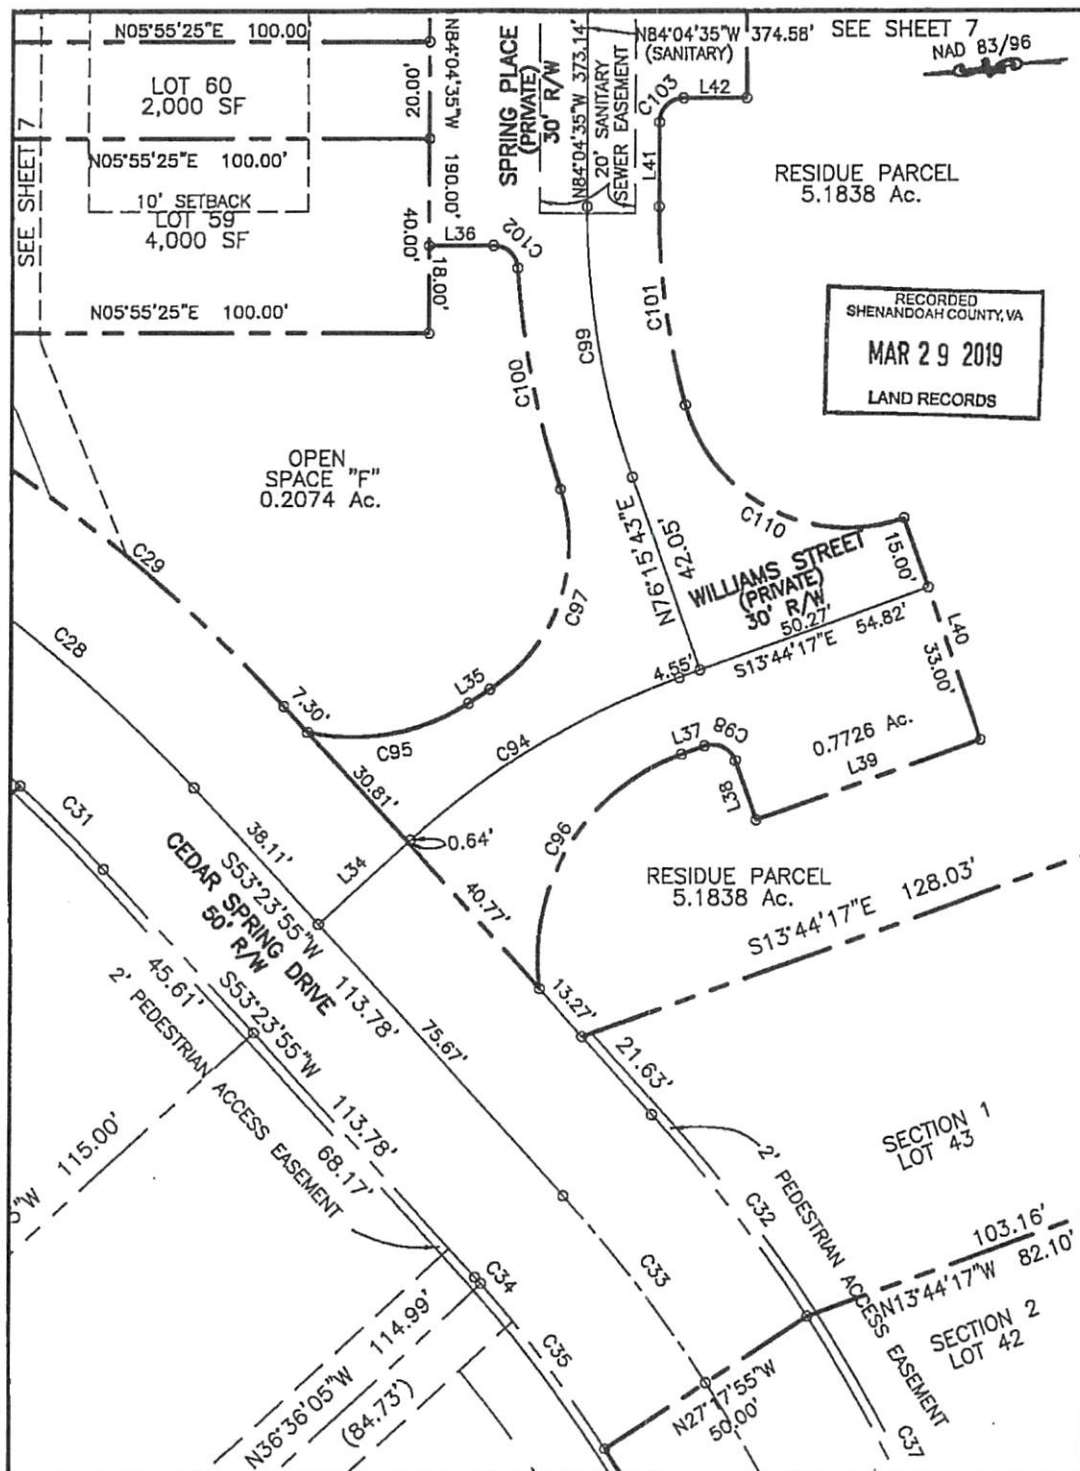 N05°55'25"E 100.00
LOT 60
2,000 SF
20.00'
N84°04'35"W 190.00'
N05°55'25"E 100.00'
10' SETBACK
LOT 59
4,000 SF
40.00'
18.00'
N05°55'25"E 100.00'
SEE SHEET 7
SPRING PLACE
(PRIVATE)
30' R/W
N84°04'35"W 373.14'
20' SANITARY
SEWER EASEMENT
N84°04'35"W 374.58'
(SANITARY)
SEE SHEET 7
NAD 83/96
C103
L42
L41
RESIDUE PARCEL
5.1838 Ac.
L36
C102
C101
C99
C100
RECORDED
SHENANDOAH COUNTY, VA
MAR 29 2019
LAND RECORDS
OPEN
SPACE "F"
0.2074 Ac.
C110
N76°15'43"E
42.05'
WILLIAMS STREET
(PRIVATE)
30' R/W
15.00'
50.27'
S13°44'17"E 54.82'
4.55'
L40
33.00'
C29
C28
C97
L35
7.30'
C95
C94
30.81'
L37
C98
L38
0.7726 Ac.
L39
C31
38.11'
L34
0.64'
C96
40.77'
RESIDUE PARCEL
5.1838 Ac.
S13°44'17"E 128.03'
CEDAR SPRING DRIVE
50' R/W
S53°23'55"W 113.78'
75.67'
13.27'
21.63'
45.61'
S53°23'55"W 113.78'
68.17'
2' PEDESTRIAN ACCESS EASEMENT
115.00'
"W
SECTION 1
LOT 43
2' PEDESTRIAN ACCESS EASEMENT
C32
C33
103.16'
N13°44'17"W 82.10'
SECTION 2
LOT 42
C34
C35
N36°36'05"W 114.99'
(84.73')
N27°17'55"W
50.00'
C37